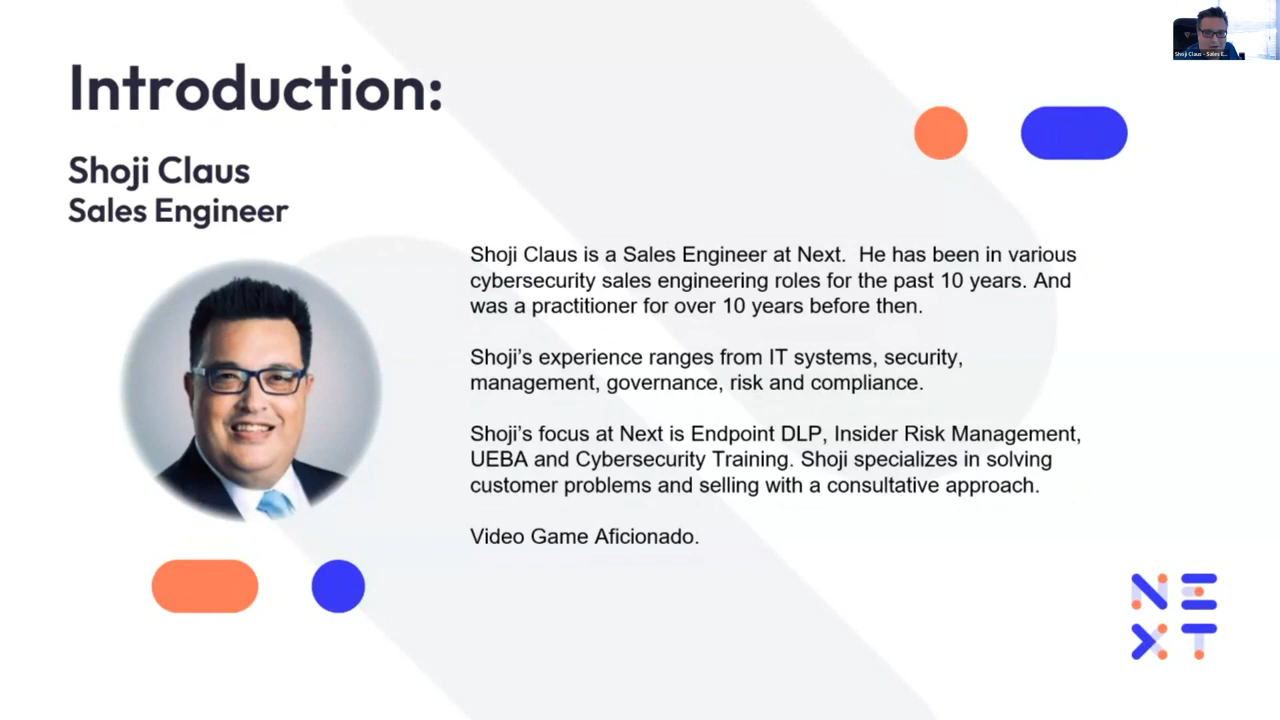 Shoji Claus - Sales E...
Introduction:
Shoji Claus
Sales Engineer
Shoji Claus is a Sales Engineer at Next.  He has been in various
cybersecurity sales engineering roles for the past 10 years. And
was a practitioner for over 10 years before then.
Shoji’s experience ranges from IT systems, security,
management, governance, risk and compliance.
Shoji’s focus at Next is Endpoint DLP, Insider Risk Management,
UEBA and Cybersecurity Training. Shoji specializes in solving
customer problems and selling with a consultative approach.
Video Game Aficionado.
NE
XT